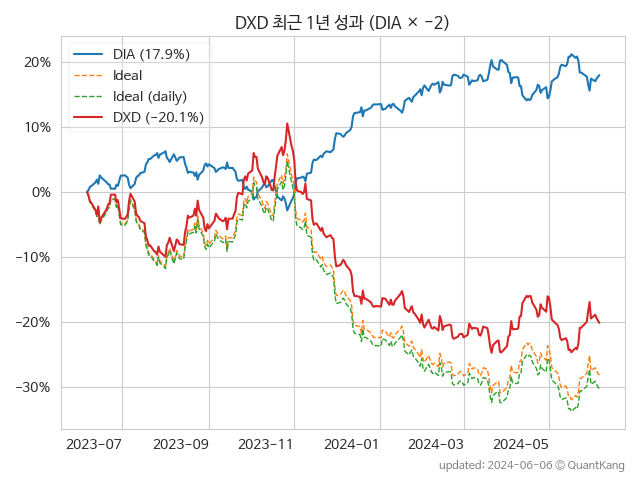 DXD 최근 1년 성과 (DIA × −2)
DIA (17.9%)
Ideal
Ideal (daily)
DXD (−20.1%)
20%
10%
0%
−10%
−20%
−30%
2023-07
2023-09
2023-11
2024-01
2024-03
2024-05
updated: 2024-06-06 ⓒ QuantKang